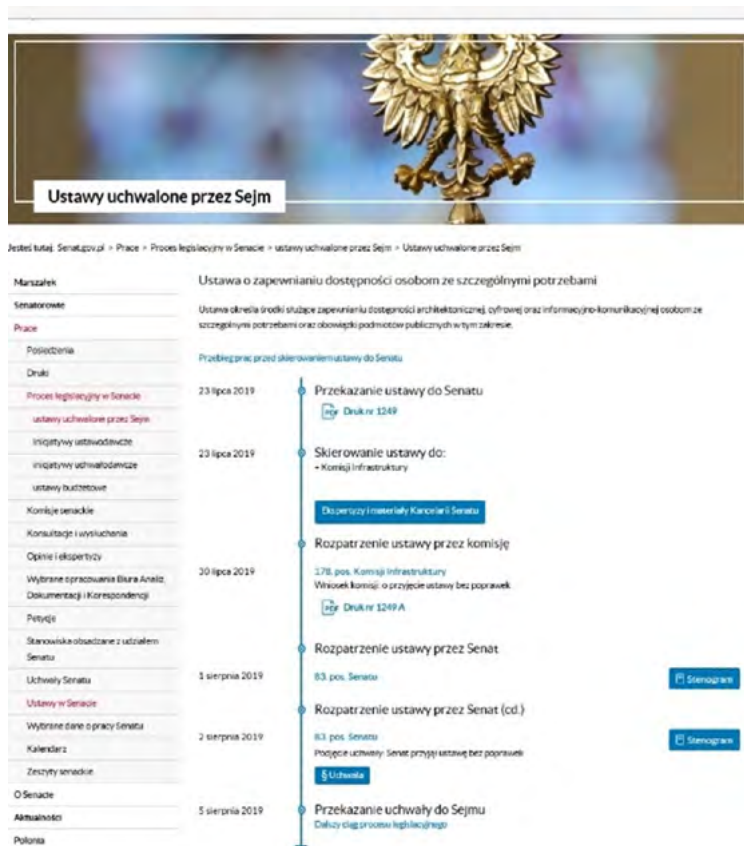 Ustawy uchwalone przez Sejm
Jesteś tutaj: Senat.gov.pl > Prace > Proces legislacyjny w Senacie > ustawy uchwalone przez Sejm > Ustawy uchwalone przez Sejm
Marszałek
Senatorowie
Prace
Posiedzenia
Druki
Proces legislacyjny w Senacie
ustawy uchwalone przez Sejm
inicjatywy ustawodawcze
inicjatywy uchwałodawcze
ustawy budżetowe
Komisje senackie
Konsultacje i wysłuchania
Opinie i ekspertyzy
Wybrane opracowania Biura Analiz,
Dokumentacji i Korespondencji
Petycje
Stanowiska obsadzane z udziałem
Senatu
Uchwały Senatu
Ustawy w Senacie
Wybrane dane o pracy Senatu
Kalendarz
Zeszyty senackie
O Senacie
Aktualności
Polonia
Ustawa o zapewnianiu dostępności osobom ze szczególnymi potrzebami
Ustawa określa środki służące zapewnianiu dostępności architektonicznej, cyfrowej oraz informacyjno-komunikacyjnej osobom ze
szczególnymi potrzebami oraz obowiązki podmiotów publicznych w tym zakresie.
Przebieg prac przed skierowaniem ustawy do Senatu
23 lipca 2019
Przekazanie ustawy do Senatu
PDF Druk nr 1249
23 lipca 2019
Skierowanie ustawy do:
• Komisji Infrastruktury
Ekspertyzy i materiały Kancelarii Senatu
Rozpatrzenie ustawy przez komisję
30 lipca 2019
178. pos. Komisji Infrastruktury
Wniosek komisji: o przyjęcie ustawy bez poprawek
PDF Druk nr 1249 A
Rozpatrzenie ustawy przez Senat
1 sierpnia 2019
83. pos. Senatu
Stenogram
Rozpatrzenie ustawy przez Senat (cd.)
2 sierpnia 2019
83. pos. Senatu
Stenogram
Podjęcie uchwały: Senat przyjął ustawę bez poprawek
§ Uchwała
5 sierpnia 2019
Przekazanie uchwały do Sejmu
Dalszy ciąg procesu legislacyjnego